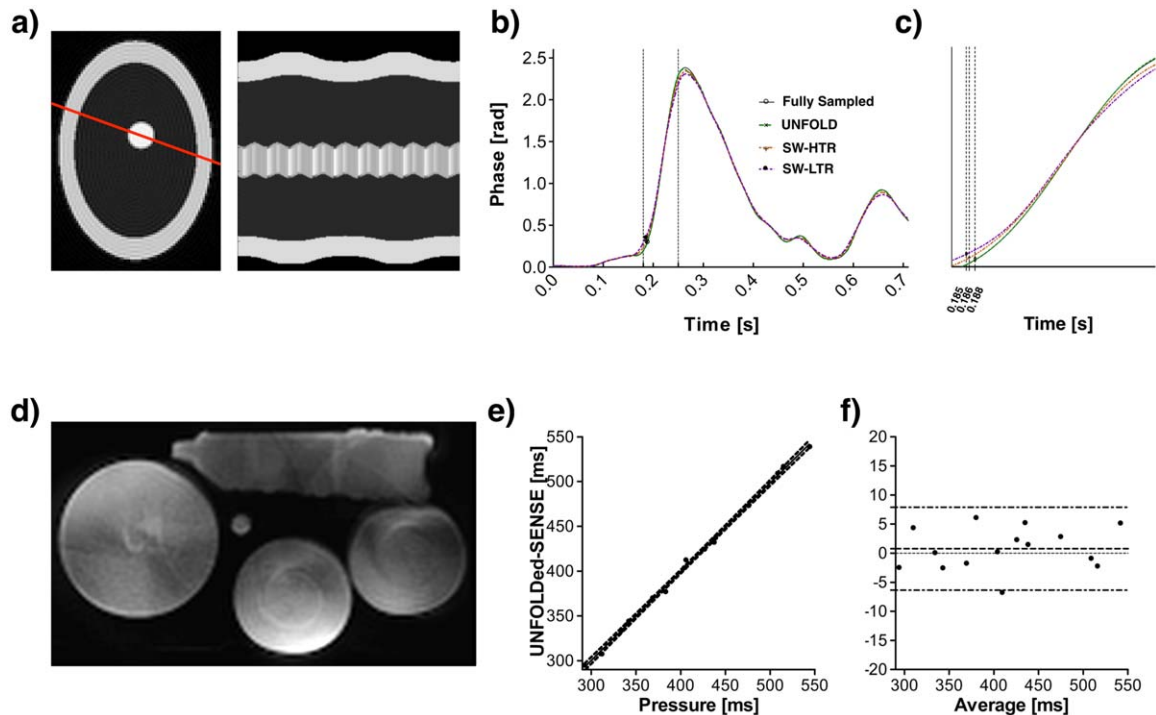 a)
b)
c)
2.5
2.0
1.5
1.0
0.5
0.0
Phase [rad]
Fully Sampled
UNFOLD
SW-HTR
SW-LTR
0.0
0.1
0.2
0.3
0.4
0.5
0.6
0.7
Time [s]
0.185
0.186
0.188
Time [s]
d)
e)
f)
UNFOLDed-SENSE [ms]
550
500
450
400
350
300
300 350 400 450 500 550
Pressure [ms]
20
15
10
5
0
-5
-10
-15
-20
300 350 400 450 500 550
Average [ms]